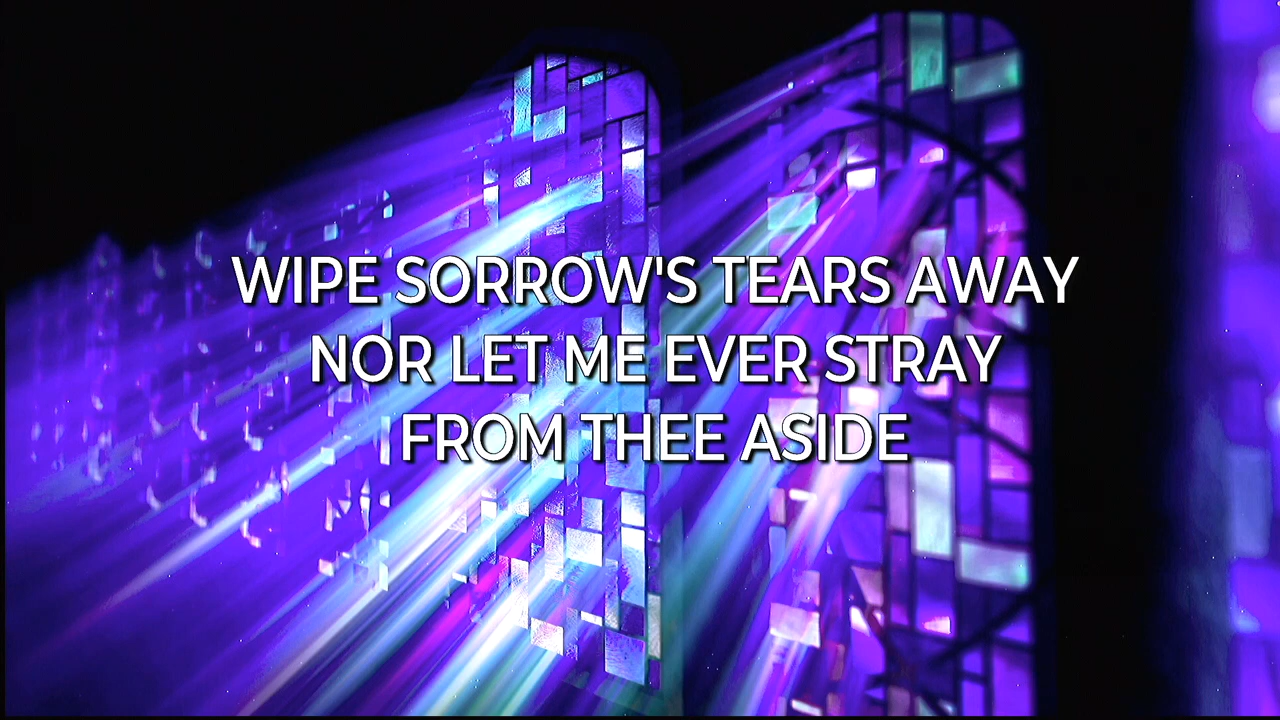 WIPE SORROW'S TEARS AWAY
NOR LET ME EVER STRAY
FROM THEE ASIDE